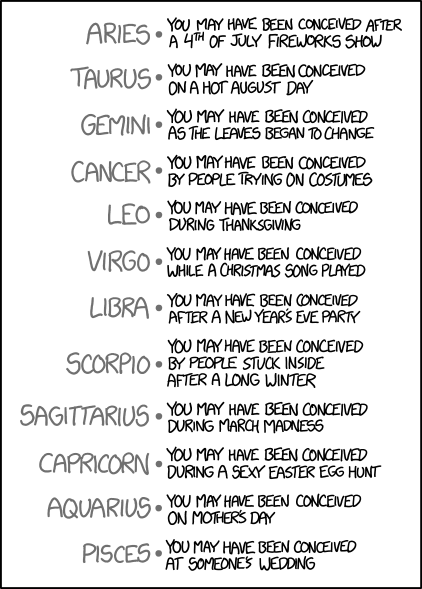 ARIES • YOU MAY HAVE BEEN CONCEIVED AFTER
A 4TH OF JULY FIREWORKS SHOW
TAURUS • YOU MAY HAVE BEEN CONCEIVED
ON A HOT AUGUST DAY
GEMINI • YOU MAY HAVE BEEN CONCEIVED
AS THE LEAVES BEGAN TO CHANGE
CANCER • YOU MAY HAVE BEEN CONCEIVED
BY PEOPLE TRYING ON COSTUMES
LEO • YOU MAY HAVE BEEN CONCEIVED
DURING THANKSGIVING
VIRGO • YOU MAY HAVE BEEN CONCEIVED
WHILE A CHRISTMAS SONG PLAYED
LIBRA • YOU MAY HAVE BEEN CONCEIVED
AFTER A NEW YEAR'S EVE PARTY
SCORPIO • YOU MAY HAVE BEEN CONCEIVED
BY PEOPLE STUCK INSIDE
AFTER A LONG WINTER
SAGITTARIUS • YOU MAY HAVE BEEN CONCEIVED
DURING MARCH MADNESS
CAPRICORN • YOU MAY HAVE BEEN CONCEIVED
DURING A SEXY EASTER EGG HUNT
AQUARIUS • YOU MAY HAVE BEEN CONCEIVED
ON MOTHER'S DAY
PISCES • YOU MAY HAVE BEEN CONCEIVED
AT SOMEONE'S WEDDING